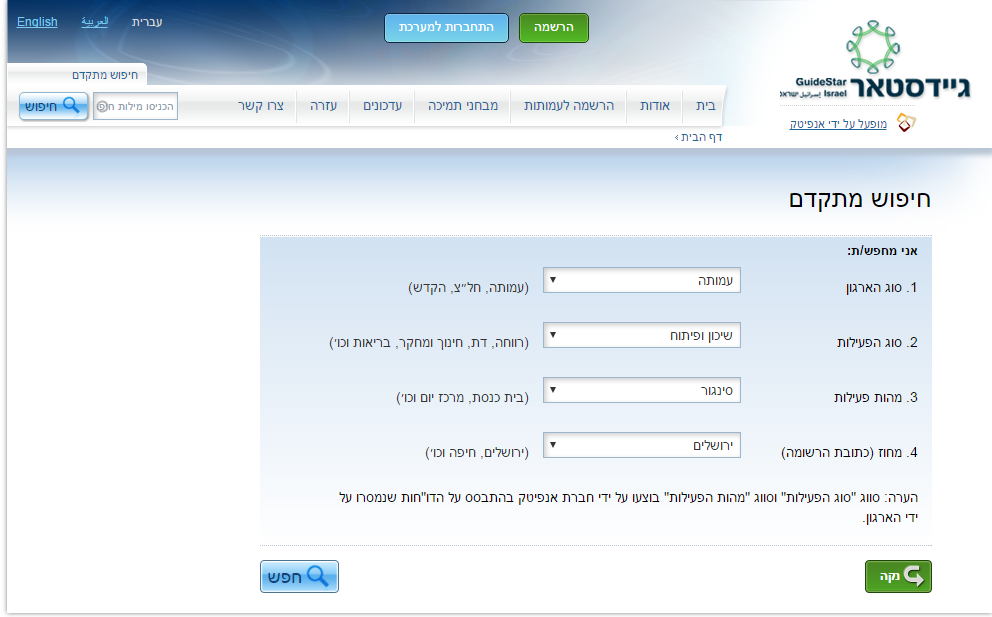 English العربية עברית
התחברות למערכת הרשמה
GuideStar
גיידסטאר Israel
מופעל על ידי אנפיטק
חיפוש מתקדם
בית אודות הרשמה לעמותות מבחני תמיכה עדכונים עזרה צרו קשר
הכניסו מילות חיפוש
דף הבית ›
חיפוש מתקדם
אני מחפש/ת:
1. סוג הארגון עמותה (עמותה, חל״צ, הקדש)
2. סוג הפעילות שיכון ופיתוח (רווחה, דת, חינוך ומחקר, בריאות וכו׳)
3. מהות פעילות סינגור (בית כנסת, מרכז יום וכו׳)
4. מחוז (כתובת הרשומה) ירושלים (ירושלים, חיפה וכו׳)
הערה: סווג "סוג הפעילות" וסווג "מהות הפעילות" בוצעו על ידי חברת אנפיטק בהתבסס על הדו"חות שנמסרו על
ידי הארגון.
נקה חפש